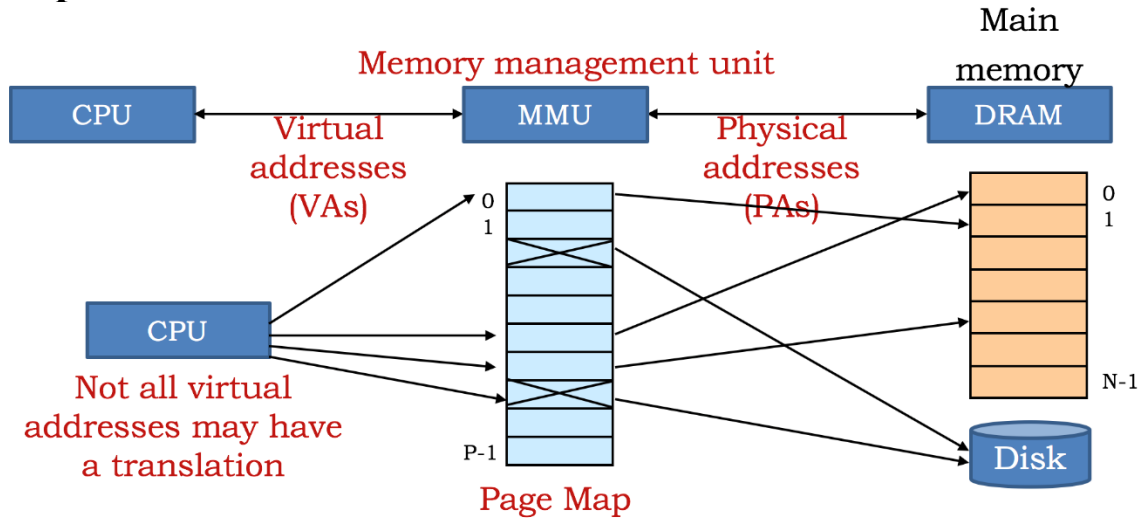 Main
memory
Memory management unit
CPU
MMU
DRAM
Virtual
addresses
(VAs)
Physical
addresses
(PAs)
0
1
0
1
CPU
Not all virtual
addresses may have
a translation
P-1
N-1
Disk
Page Map